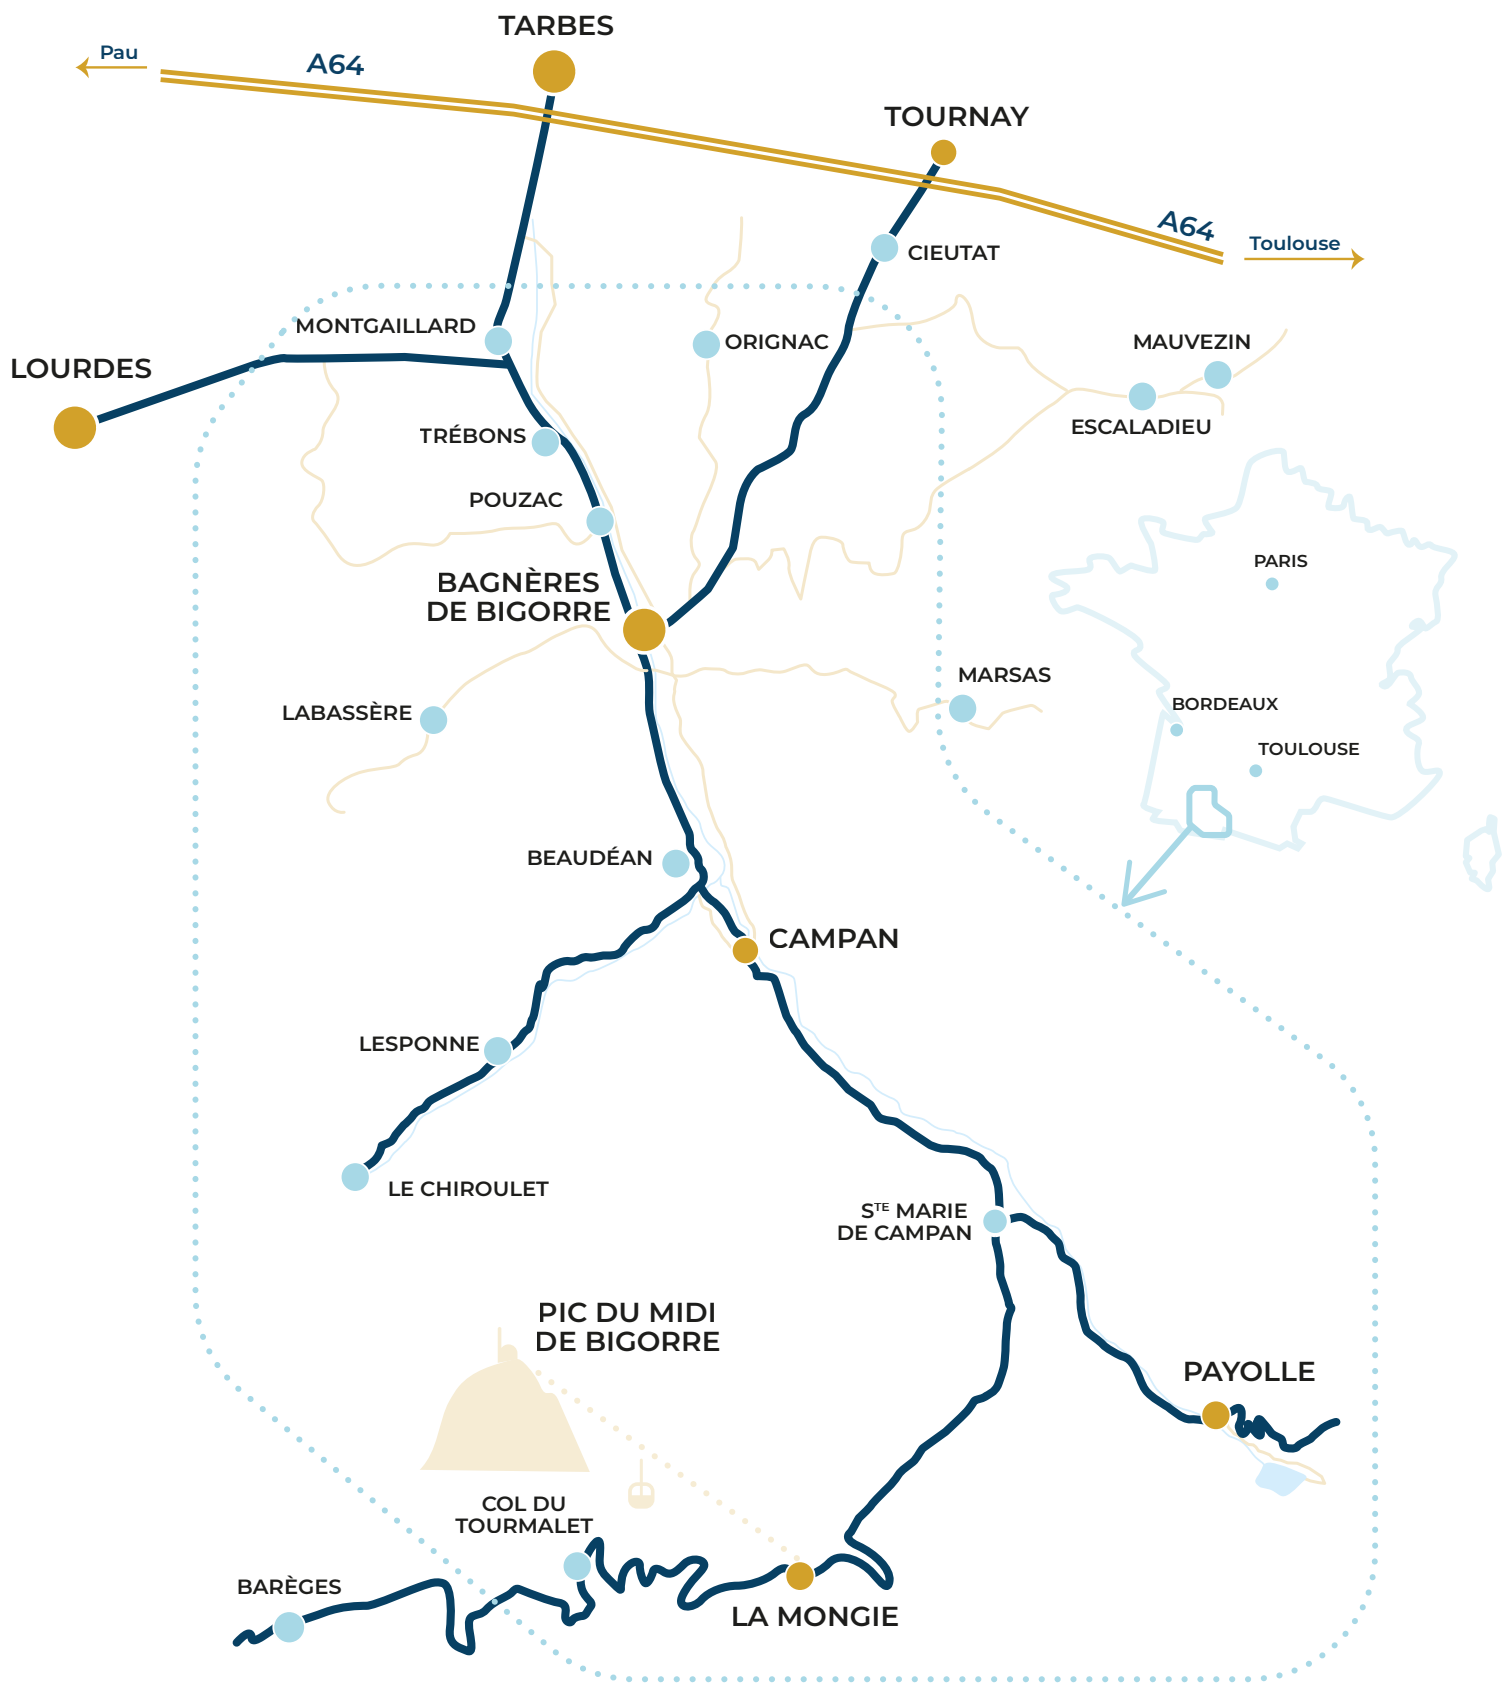 TARBES
Pau
A64
TOURNAY
A64
Toulouse
CIEUTAT
MONTGAILLARD
ORIGNAC
MAUVEZIN
LOURDES
ESCALADIEU
TRÉBONS
POUZAC
PARIS
BAGNÈRES
DE BIGORRE
MARSAS
BORDEAUX
LABASSÈRE
TOULOUSE
BEAUDÉAN
CAMPAN
LESPONNE
LE CHIROULET
STE MARIE
DE CAMPAN
PIC DU MIDI
DE BIGORRE
PAYOLLE
COL DU
TOURMALET
BARÈGES
LA MONGIE